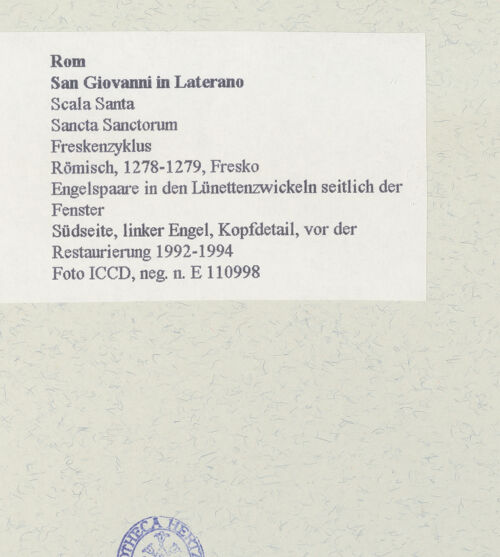 Rom
San Giovanni in Laterano
Scala Santa
Sancta Sanctorum
Freskenzyklus
Römisch, 1278-1279, Fresko
Engelspaare in den Lünettenzwickeln seitlich der
Fenster
Südseite, linker Engel, Kopfdetail, vor der
Restaurierung 1992-1994
Foto ICCD, neg. n. E 110998